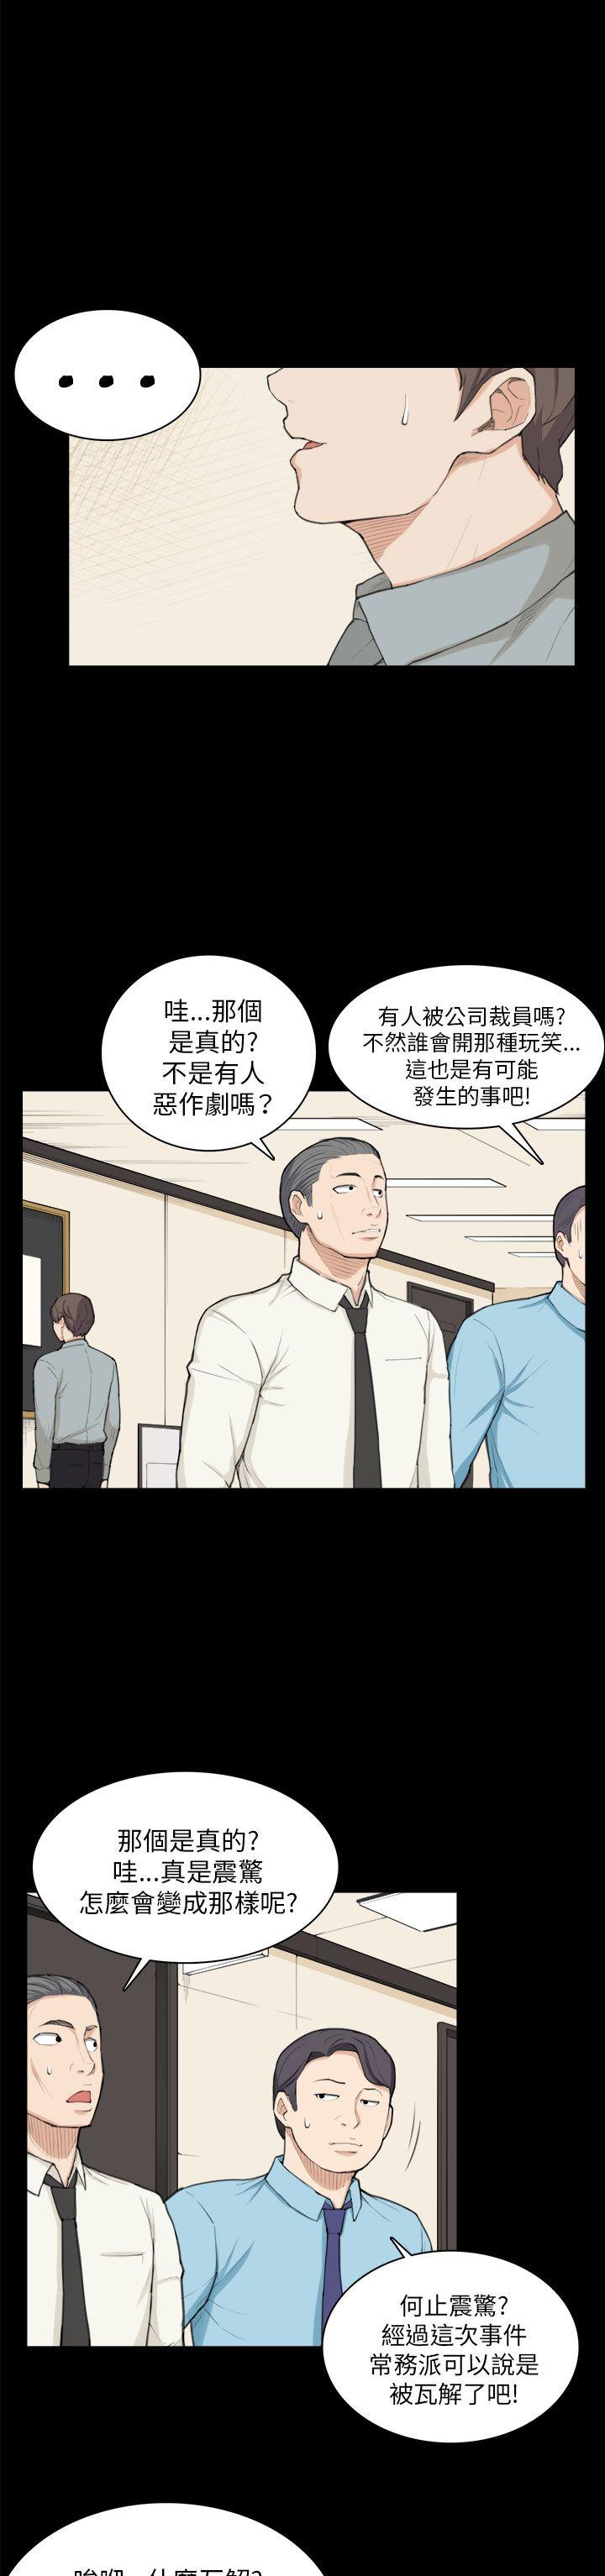 ...
哇...那個
是真的?
不是有人
惡作劇嗎?
有人被公司裁員嗎?
不然誰會開那種玩笑...
這也是有可能
發生的事吧!
那個是真的?
哇...真是震驚
怎麼會變成那樣呢?
何止震驚?
經過這次事件
常務派可以說是
被瓦解了吧!